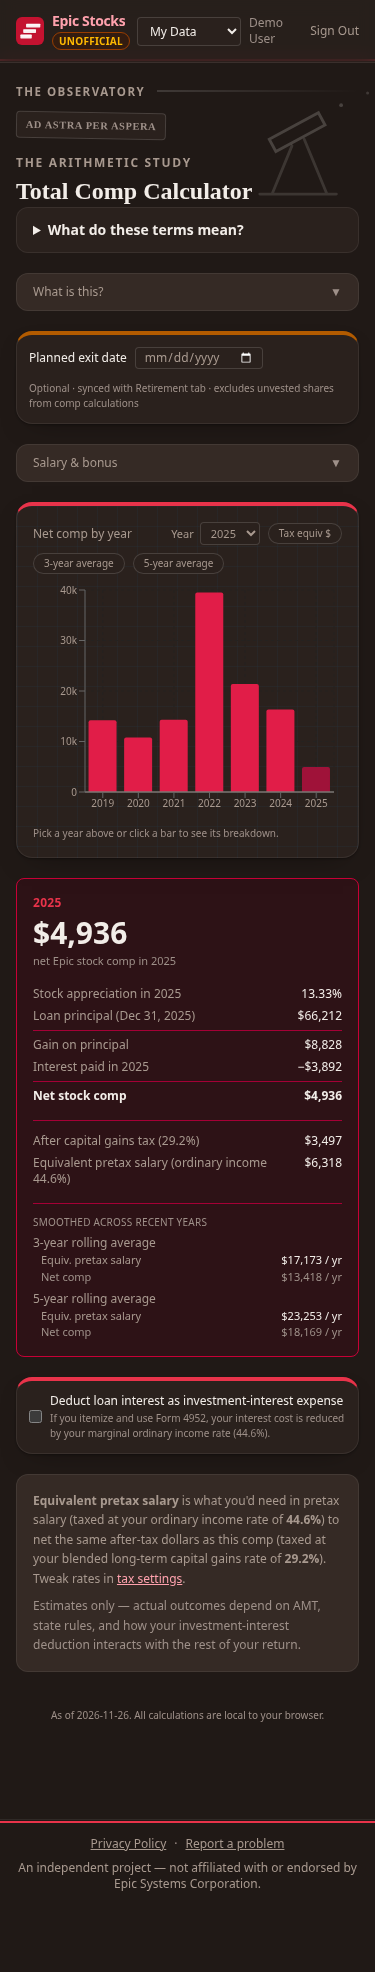 Epic Stocks
UNOFFICIAL
My Data
Demo User
Sign Out
THE OBSERVATORY
AD ASTRA PER ASPERA
THE ARITHMETIC STUDY
Total Comp Calculator
▶ What do these terms mean?
What is this? ▼
Planned exit date mm/dd/yyyy
Optional · synced with Retirement tab · excludes unvested shares
from comp calculations
Salary & bonus ▼
Net comp by year Year 2025 Tax equiv $
3-year average 5-year average
40k
30k
20k
10k
0
2019 2020 2021 2022 2023 2024 2025
Pick a year above or click a bar to see its breakdown.
2025
$4,936
net Epic stock comp in 2025
Stock appreciation in 2025 13.33%
Loan principal (Dec 31, 2025) $66,212
Gain on principal $8,828
Interest paid in 2025 −$3,892
Net stock comp $4,936
After capital gains tax (29.2%) $3,497
Equivalent pretax salary (ordinary income $6,318
44.6%)
SMOOTHED ACROSS RECENT YEARS
3-year rolling average
Equiv. pretax salary $17,173 / yr
Net comp $13,418 / yr
5-year rolling average
Equiv. pretax salary $23,253 / yr
Net comp $18,169 / yr
Deduct loan interest as investment-interest expense
If you itemize and use Form 4952, your interest cost is reduced
by your marginal ordinary income rate (44.6%).
Equivalent pretax salary is what you'd need in pretax
salary (taxed at your ordinary income rate of 44.6%) to
net the same after-tax dollars as this comp (taxed at
your blended long-term capital gains rate of 29.2%).
Tweak rates in tax settings.
Estimates only — actual outcomes depend on AMT,
state rules, and how your investment-interest
deduction interacts with the rest of your return.
As of 2026-11-26. All calculations are local to your browser.
Privacy Policy · Report a problem
An independent project — not affiliated with or endorsed by
Epic Systems Corporation.